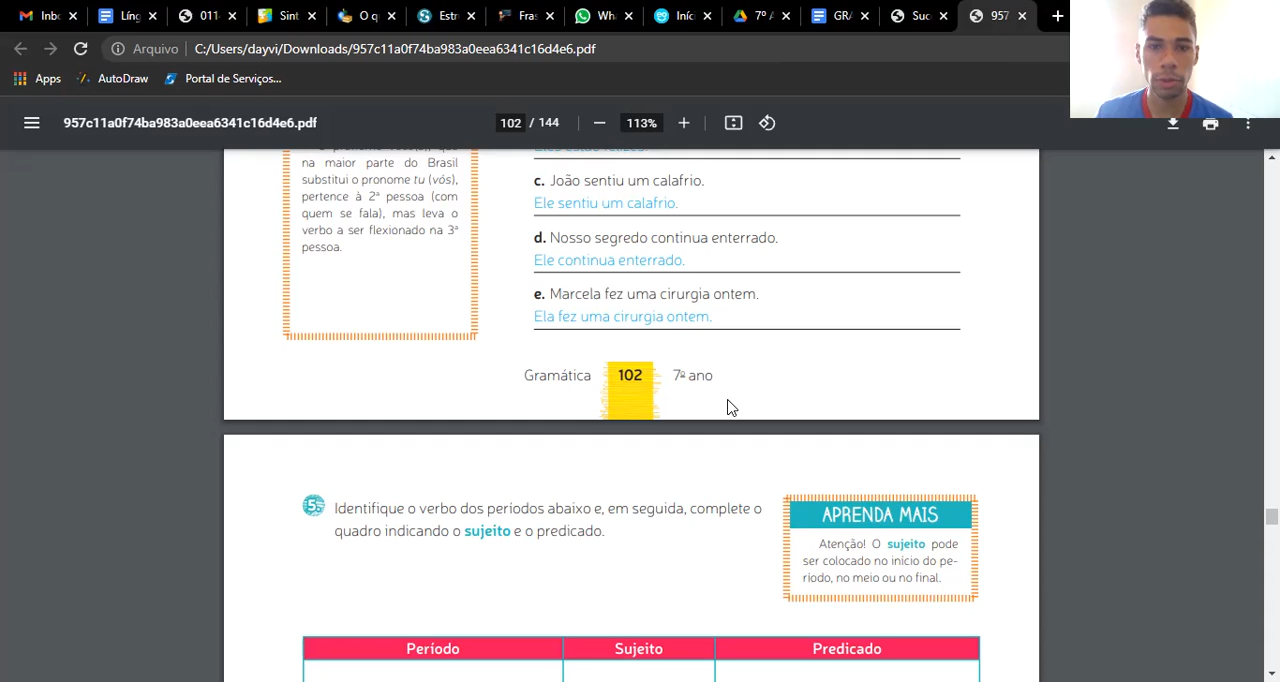 Inbo
Líng
011-
Sint
O q
Estr
Fras
Wha
Iníc
7º A
GRA
Suc
957
Arquivo
C:/Users/dayvi/Downloads/957c11a0f74ba983a0eea6341c16d4e6.pdf
Apps
AutoDraw
Portal de Serviços...
957c11a0f74ba983a0eea6341c16d4e6.pdf
102 / 144
113%
na maior parte do Brasil
substitui o pronome tu (vós),
pertence à 2ª pessoa (com
quem se fala), mas leva o
verbo a ser flexionado na 3ª
pessoa.
Eles estão felizes.
c. João sentiu um calafrio.
Ele sentiu um calafrio.
d. Nosso segredo continua enterrado.
Ele continua enterrado.
e. Marcela fez uma cirurgia ontem.
Ela fez uma cirurgia ontem.
Gramática 102 7º ano
5. Identifique o verbo dos períodos abaixo e, em seguida, complete o
quadro indicando o sujeito e o predicado.
APRENDA MAIS
Atenção! O sujeito pode
ser colocado no início do pe-
ríodo, no meio ou no final.
Período Sujeito Predicado